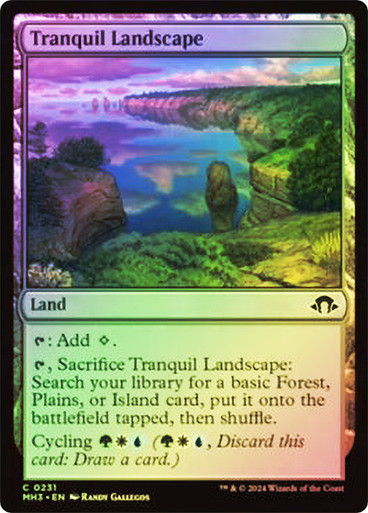 Tranquil Landscape
Land
: Add .
, Sacrifice Tranquil Landscape:
Search your library for a basic Forest,
Plains, or Island card, put it onto the
battlefield tapped, then shuffle.
Cycling (, Discard this
card: Draw a card.)
C 0231
MH3 • EN RANDY GALLEGOS
™ & © 2024 Wizards of the Coast